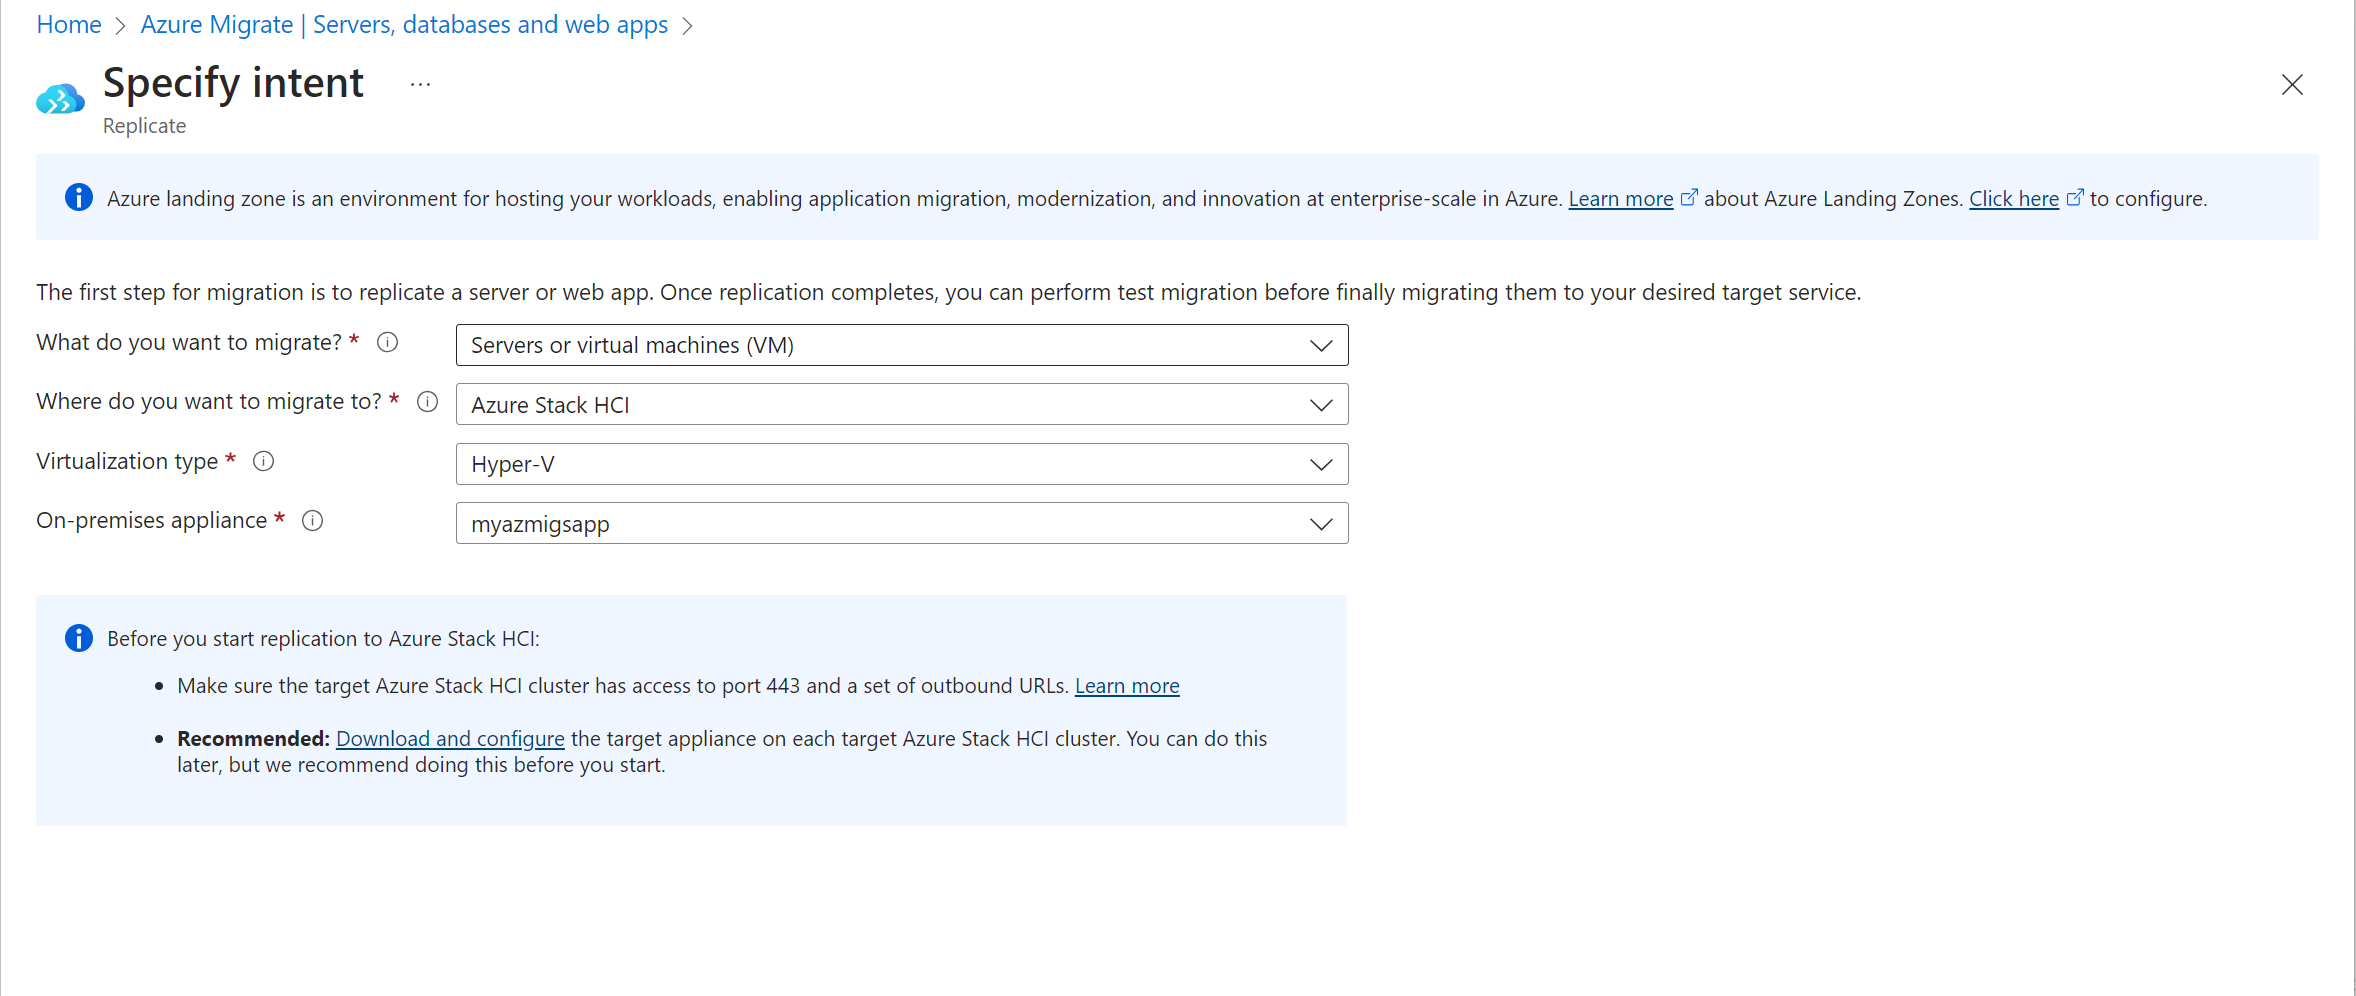 Home > Azure Migrate | Servers, databases and web apps >
Specify intent ...
Replicate
Azure landing zone is an environment for hosting your workloads, enabling application migration, modernization, and innovation at enterprise-scale in Azure. Learn more about Azure Landing Zones. Click here to configure.
The first step for migration is to replicate a server or web app. Once replication completes, you can perform test migration before finally migrating them to your desired target service.
What do you want to migrate? * Servers or virtual machines (VM)
Where do you want to migrate to? * Azure Stack HCI
Virtualization type * Hyper-V
On-premises appliance * myazmigsapp
Before you start replication to Azure Stack HCI:
• Make sure the target Azure Stack HCI cluster has access to port 443 and a set of outbound URLs. Learn more
• Recommended: Download and configure the target appliance on each target Azure Stack HCI cluster. You can do this
later, but we recommend doing this before you start.